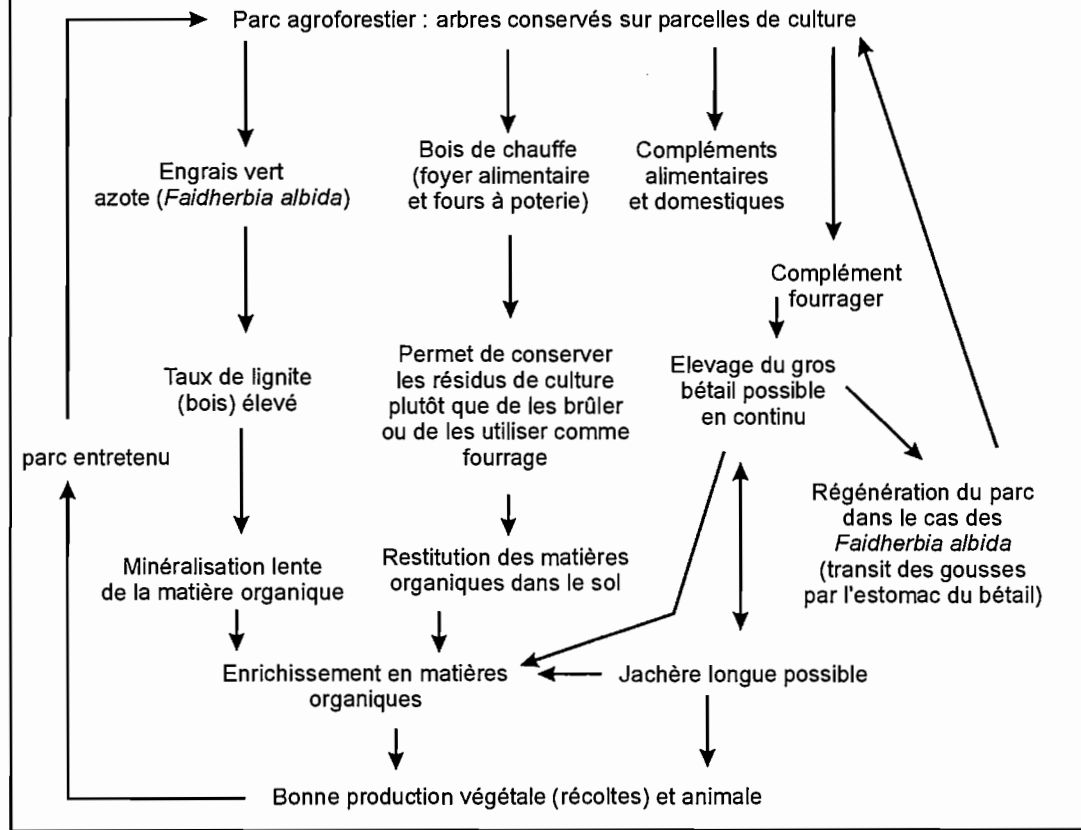 Parc agroforestier : arbres conservés sur parcelles de culture
Engrais vert
azote (Faidherbia albida)
Bois de chauffe
(foyer alimentaire
et fours à poterie)
Compléments
alimentaires
et domestiques
Complément
fourrager
Taux de lignite
(bois) élevé
Permet de conserver
les résidus de culture
plutôt que de les brûler
ou de les utiliser comme
fourrage
Elevage du gros
bétail possible
en continu
parc entretenu
Régénération du parc
dans le cas des
Faidherbia albida
(transit des gousses
par l'estomac du bétail)
Minéralisation lente
de la matière organique
Restitution des matières
organiques dans le sol
Enrichissement en matières
organiques
Jachère longue possible
Bonne production végétale (récoltes) et animale